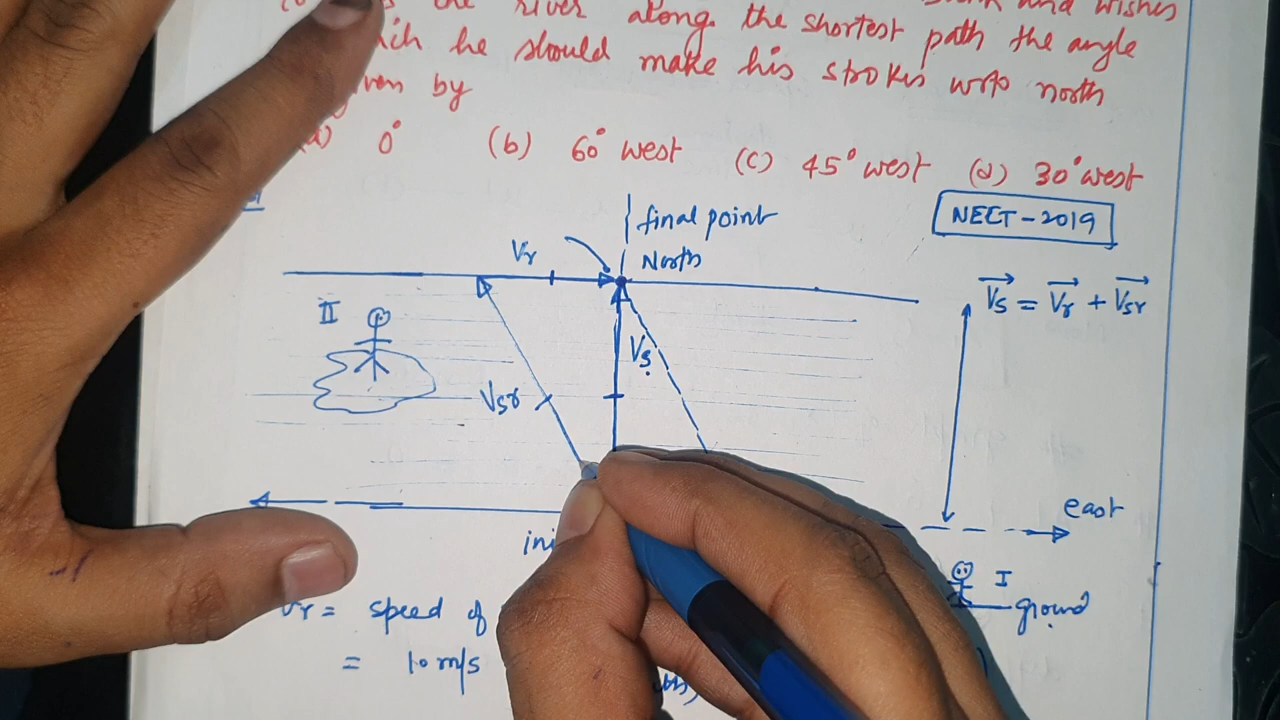 the river along the shortest path the angle
he should make his strokes w.r.to north
by
0° (b) 60° west (c) 45° west (d) 30° west
NEET-2019
final point
North
Vr
II
Vs = Vr + Vsr
Vs
Vsr
east
I
ground
Vr = speed of
= 10 m/s